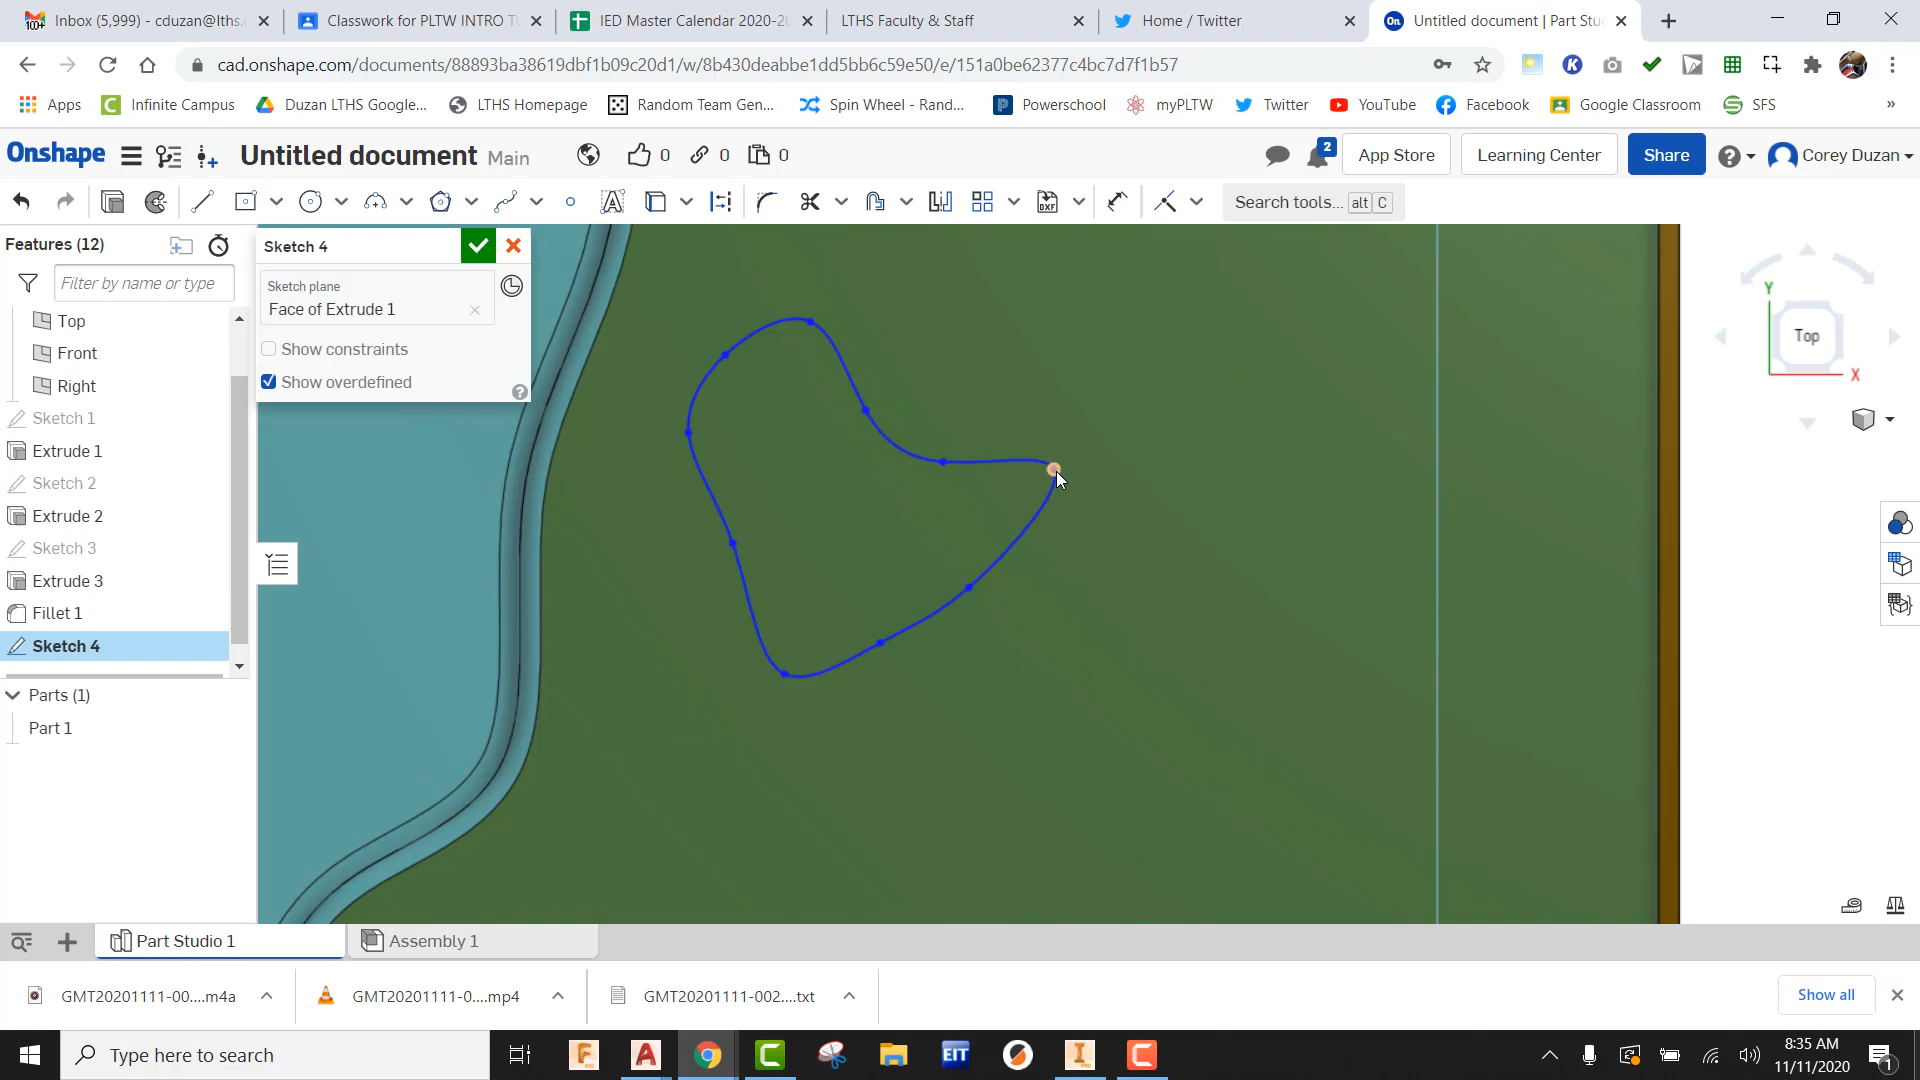 Inbox (5,999) - cduzan@lths.
Classwork for PLTW INTRO T
IED Master Calendar 2020-2
LTHS Faculty & Staff
Home / Twitter
On Untitled document | Part Stu
cad.onshape.com/documents/88893ba38619dbf1b09c20d1/w/8b430deabbe1dd5bb6c59e50/e/151a0be62377c4bc7d7f1b57
Apps Infinite Campus Duzan LTHS Google... LTHS Homepage Random Team Gen... Spin Wheel - Rand... Powerschool myPLTW Twitter YouTube Facebook Google Classroom SFS »
Onshape Untitled document Main 0 0 0 2 App Store Learning Center Share Corey Duzan
Search tools... alt C
Features (12)
Filter by name or type
Top
Front
Right
Sketch 1
Extrude 1
Sketch 2
Extrude 2
Sketch 3
Extrude 3
Fillet 1
Sketch 4
Parts (1)
Part 1
Sketch 4
Sketch plane
Face of Extrude 1
Show constraints
Show overdefined
Y
Top
X
Part Studio 1
Assembly 1
GMT20201111-00....m4a
GMT20201111-0....mp4
GMT20201111-002....txt
Show all
Type here to search
EIT
8:35 AM
11/11/2020
1